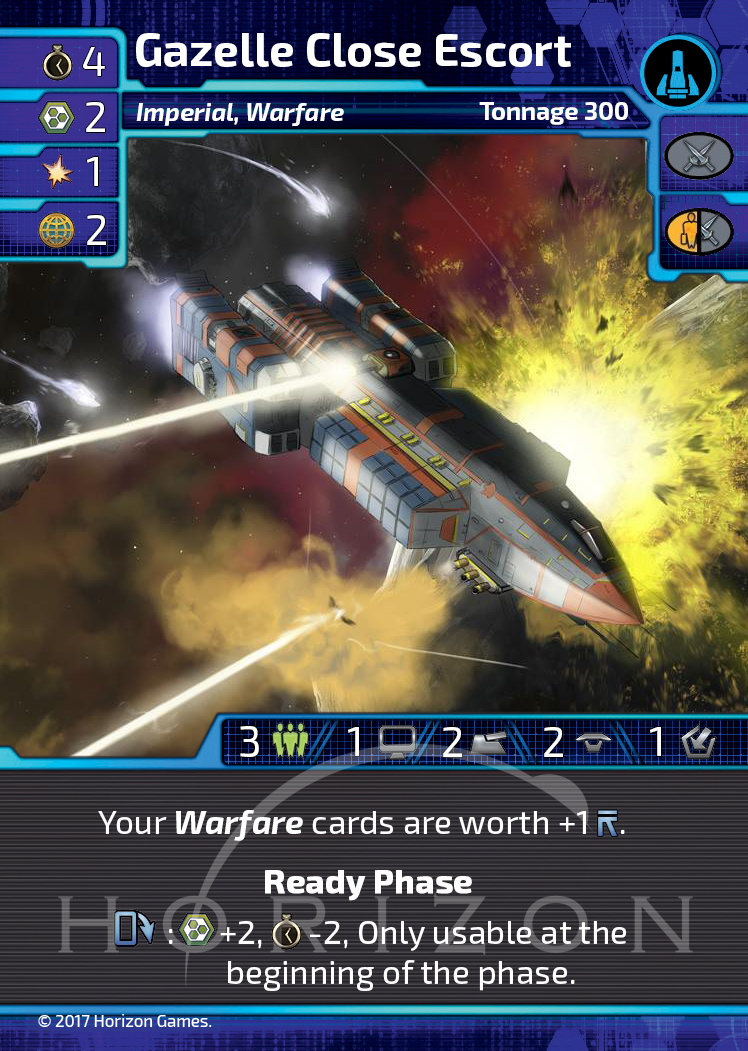 Gazelle Close Escort
4
Imperial, Warfare
Tonnage 300
2
1
2
3 1 2 2 1
Your Warfare cards are worth +1 .
Ready Phase
: +2, -2, Only usable at the
beginning of the phase.
HORIZON
© 2017 Horizon Games.